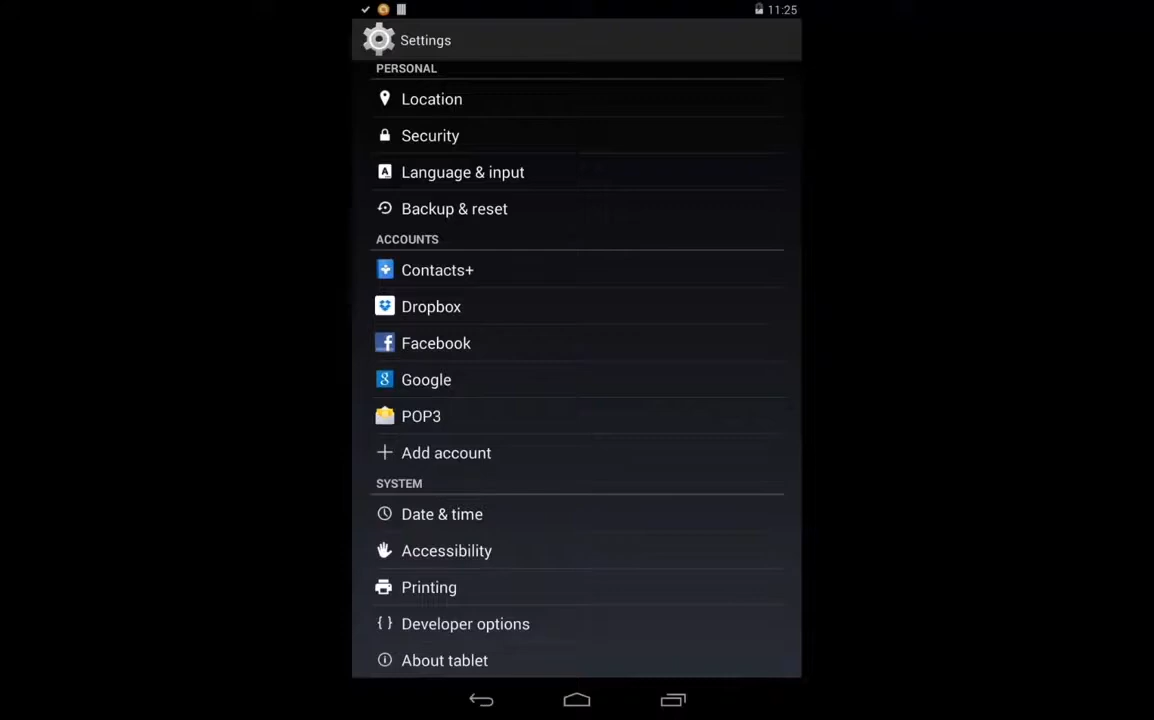 11:25
Settings
PERSONAL
Location
Security
Language & input
Backup & reset
ACCOUNTS
Contacts+
Dropbox
Facebook
Google
POP3
Add account
SYSTEM
Date & time
Accessibility
Printing
Developer options
About tablet